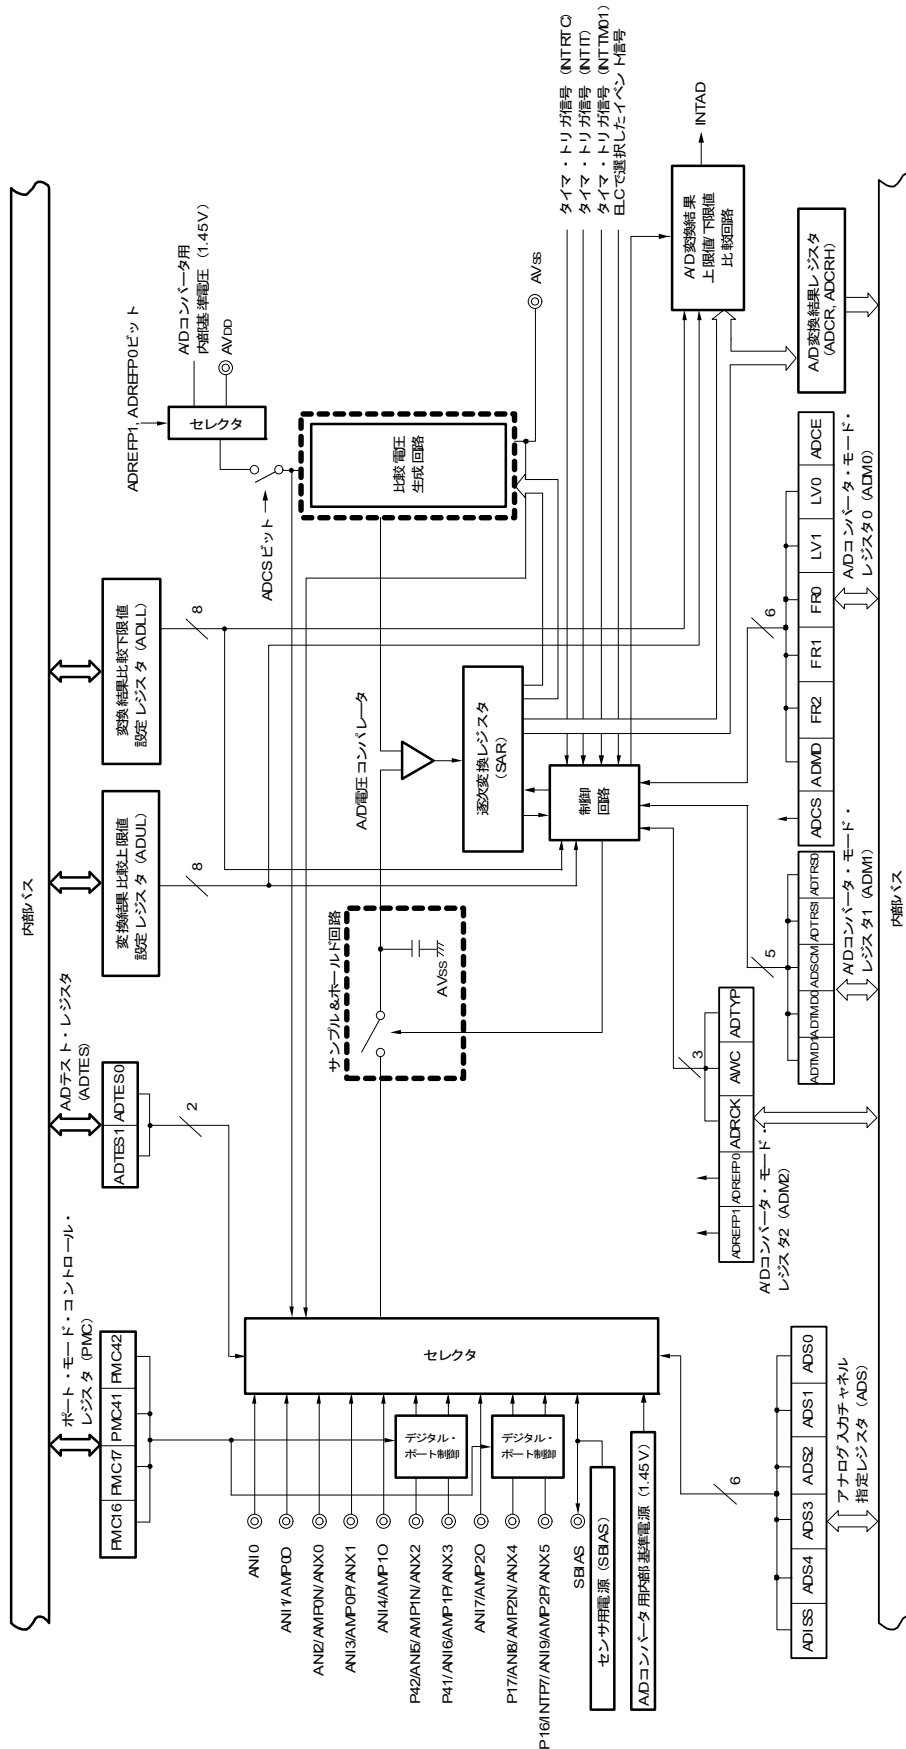 内部バス
ポート・モード・コントロール・
レジスタ (PMC)
PMC16 PMC17 PMC41 PMC42
A/Dテスト・レジスタ
(ADTES)
ADTES1 ADTES0
2
変換結果比較上限値
設定レジスタ (ADUL)
8
変換結果比較下限値
設定レジスタ (ADLL)
8
ADREFP1, ADREFP0ビット
A/Dコンバータ用
内部基準電圧 (1.45 V)
AVDD
セレクタ
ADCSビット
ANI0
ANI1/AMP0O
ANI2/AMP0N/ANX0
ANI3/AMP0P/ANX1
ANI4/AMP1O
P42/ANI5/AMP1N/ANX2
P41/ANI6/AMP1P/ANX3
ANI7/AMP2O
P17/ANI8/AMP2N/ANX4
P16/INTP7/ANI9/AMP2P/ANX5
SBIAS
センサ用電源 (SBIAS)
A/Dコンバータ用内部基準電源 (1.45 V)
デジタル・
ポート制御
デジタル・
ポート制御
セレクタ
サンプル&ホールド回路
AVSS
A/D電圧コンパレータ
比較電圧
生成回路
AVSS
逐次変換レジスタ
(SAR)
制御
回路
タイマ・トリガ信号 (INTRTC)
タイマ・トリガ信号 (INTIT)
タイマ・トリガ信号 (INTTM01)
ELCで選択したイベント信号
A/D変換結果
上限値/下限値
比較回路
INTAD
6
ADISS ADS4 ADS3 ADS2 ADS1 ADS0
アナログ入力チャネル
指定レジスタ (ADS)
3
ADREFP1 ADREFP0 ADRCK AWC ADTYP
A/Dコンバータ・モード・
レジスタ2 (ADM2)
5
ADTMD1 ADTMD0 ADSCM ADTRS1 ADTRS0
A/Dコンバータ・モード・
レジスタ1 (ADM1)
6
ADCS ADMD FR2 FR1 FR0 LV1 LV0 ADCE
A/Dコンバータ・モード・
レジスタ0 (ADM0)
A/D変換結果レジスタ
(ADCR, ADCRH)
内部バス